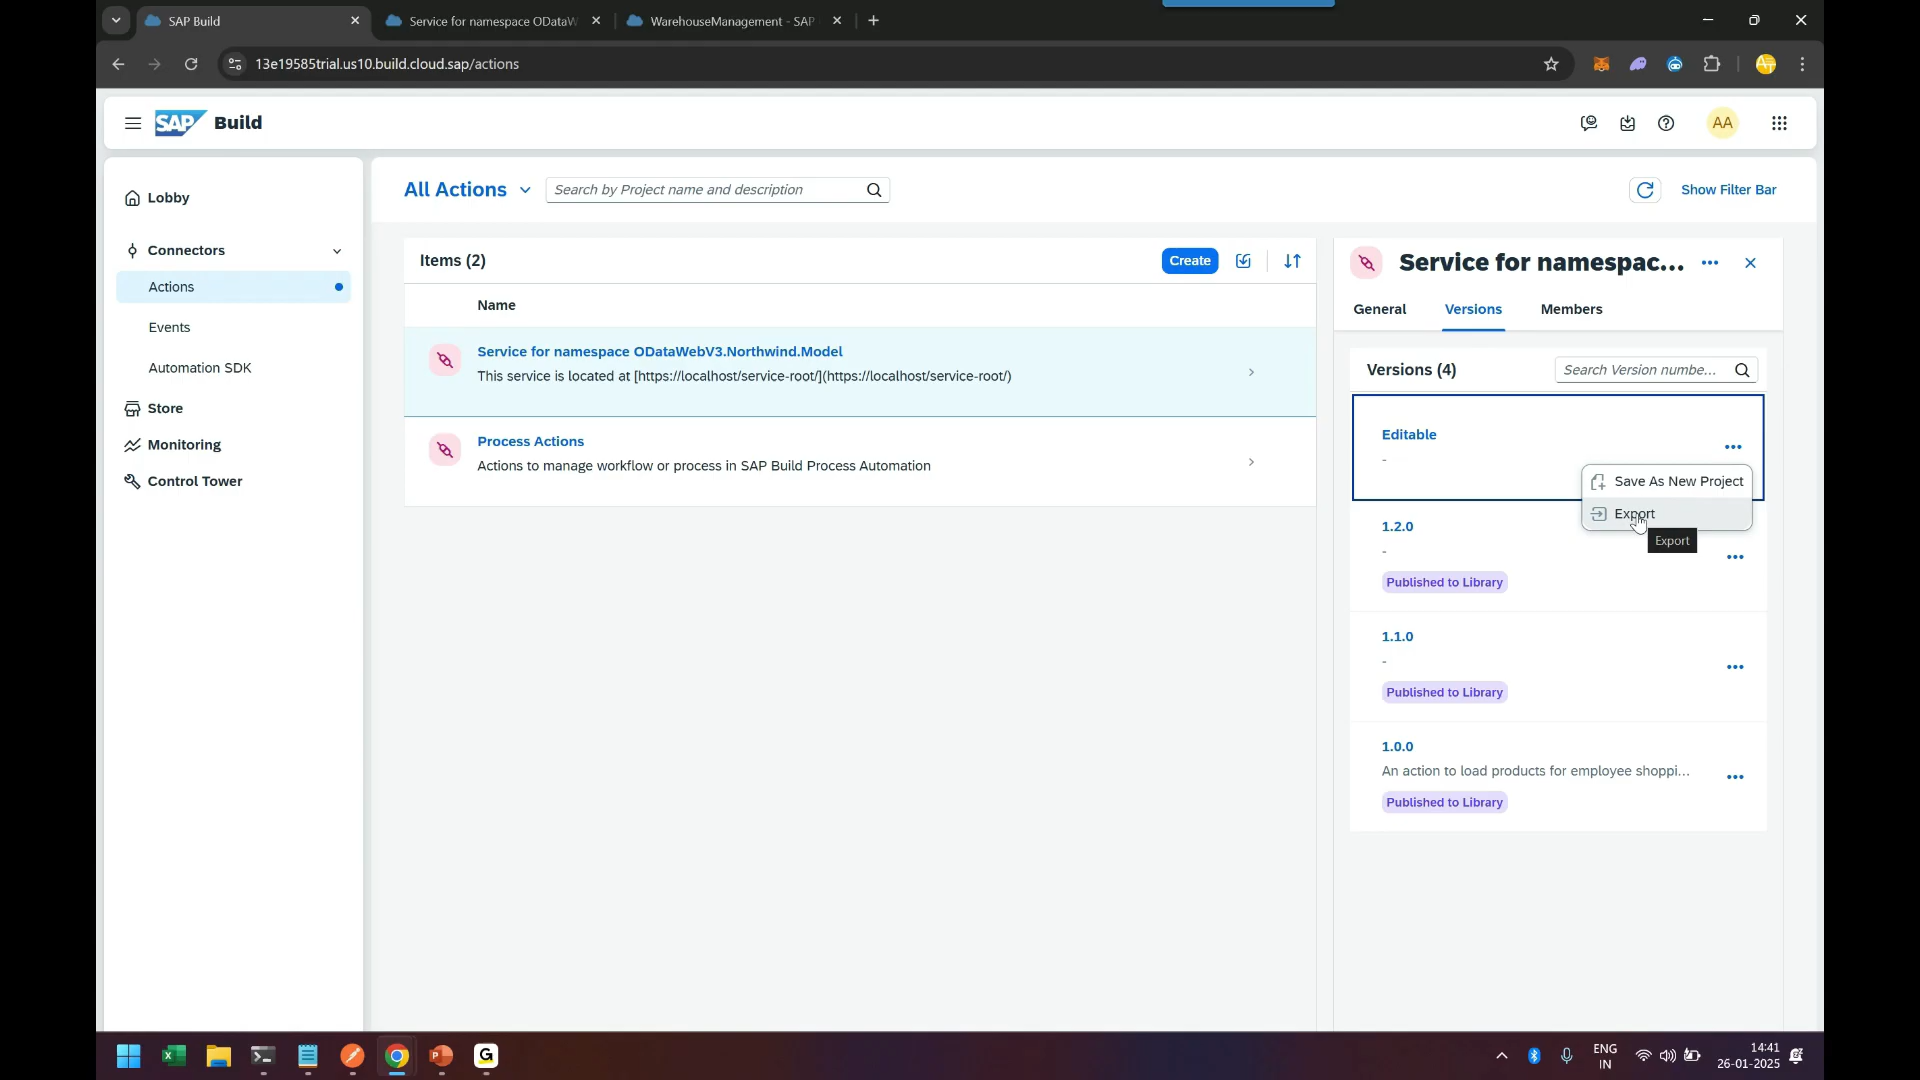 SAP Build
Service for namespace ODataW
WarehouseManagement - SAP
13e19585trial.us10.build.cloud.sap/actions
SAP Build
AA
Lobby
Connectors
Actions
Events
Automation SDK
Store
Monitoring
Control Tower
All Actions
Search by Project name and description
Show Filter Bar
Items (2)
Create
Name
Service for namespace ODataWebV3.Northwind.Model
This service is located at [https://localhost/service-root/](https://localhost/service-root/)
Process Actions
Actions to manage workflow or process in SAP Build Process Automation
Service for namespac...
General
Versions
Members
Versions (4)
Search Version numbe...
Editable
-
Save As New Project
Export
Export
1.2.0
-
Published to Library
1.1.0
-
Published to Library
1.0.0
An action to load products for employee shoppi...
Published to Library
ENG
IN
14:41
26-01-2025